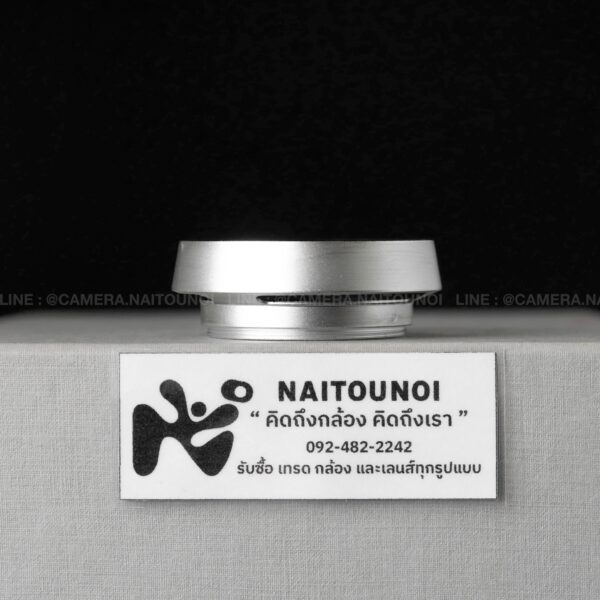 LINE : @CAMERA.NAITOUNOI LINE : @CAMERA.NAITOUNOI LINE : @CAMERA.NAITOUNOI
NAITOUNOI
“ คิดถึงกล้อง คิดถึงเรา ”
092-482-2242
รับซื้อ เทรด กล้อง และเลนส์ทุกรูปแบบ